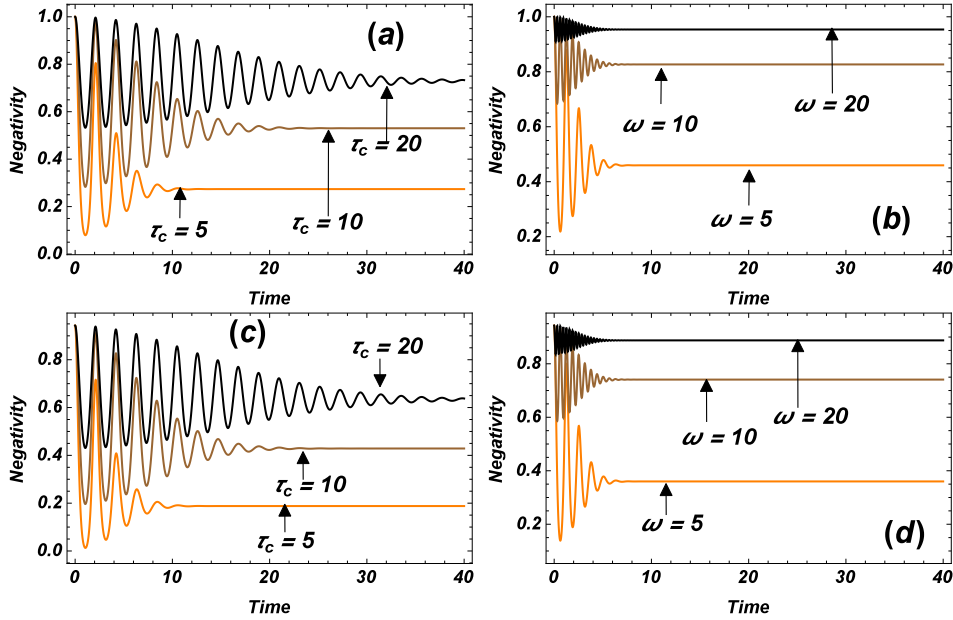 (a)
Negativity
1.0
0.8
0.6
0.4
0.2
0.0
τc = 20
τc = 10
τc = 5
0 10 20 30 40
Time
(b)
Negativity
1.0
0.8
0.6
0.4
0.2
ω = 20
ω = 10
ω = 5
0 10 20 30 40
Time
(c)
Negativity
0.8
0.6
0.4
0.2
0.0
τc = 20
τc = 10
τc = 5
0 10 20 30 40
Time
(d)
Negativity
0.8
0.6
0.4
0.2
ω = 20
ω = 10
ω = 5
0 10 20 30 40
Time